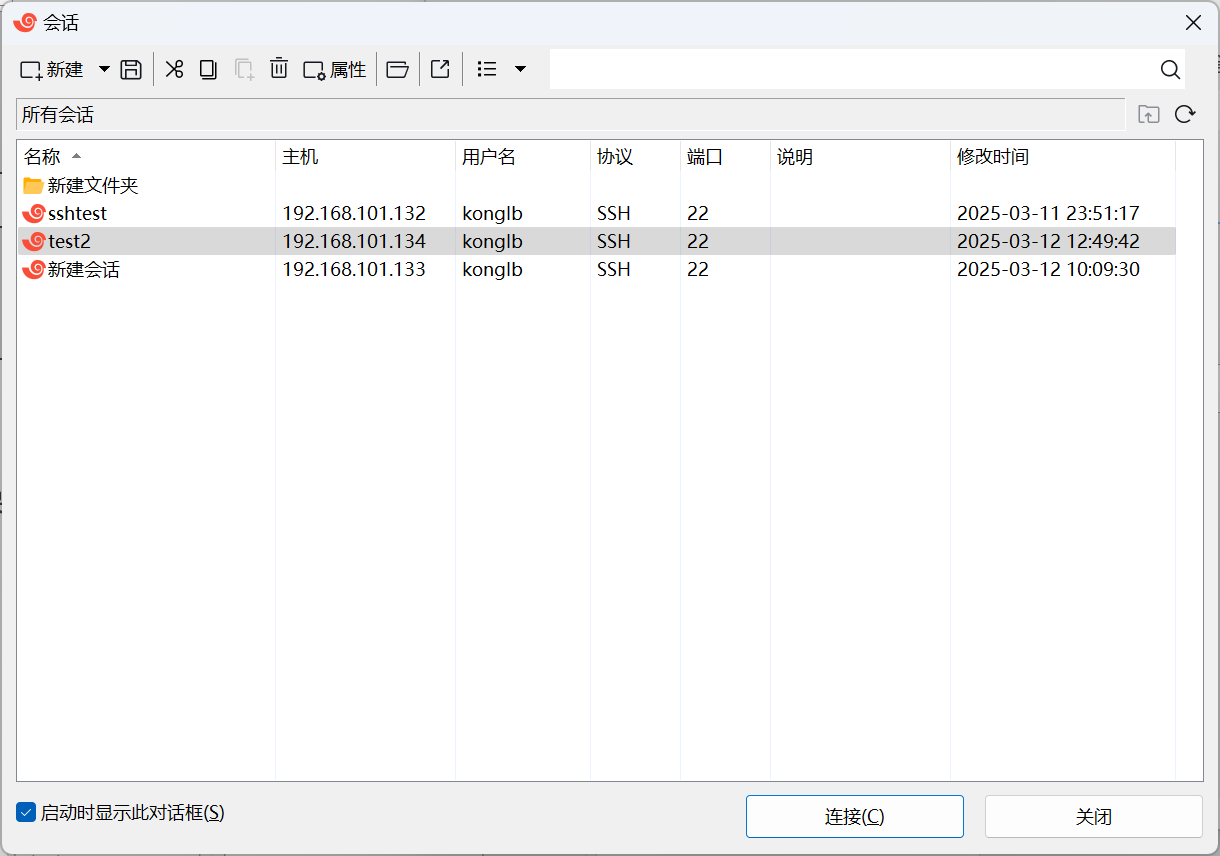 会话
新建 属性
所有会话
名称 主机 用户名 协议 端口 说明 修改时间
新建文件夹
sshtest 192.168.101.132 konglb SSH 22 2025-03-11 23:51:17
test2 192.168.101.134 konglb SSH 22 2025-03-12 12:49:42
新建会话 192.168.101.133 konglb SSH 22 2025-03-12 10:09:30
启动时显示此对话框(S) 连接(C) 关闭